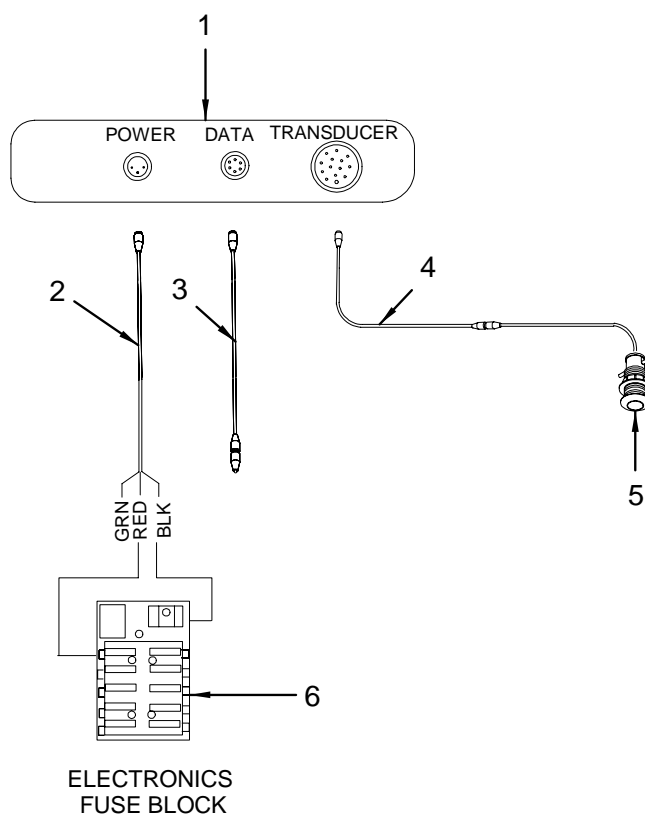 1
POWER DATA TRANSDUCER
2
3
4
5
GRN
RED
BLK
6
ELECTRONICS
FUSE BLOCK